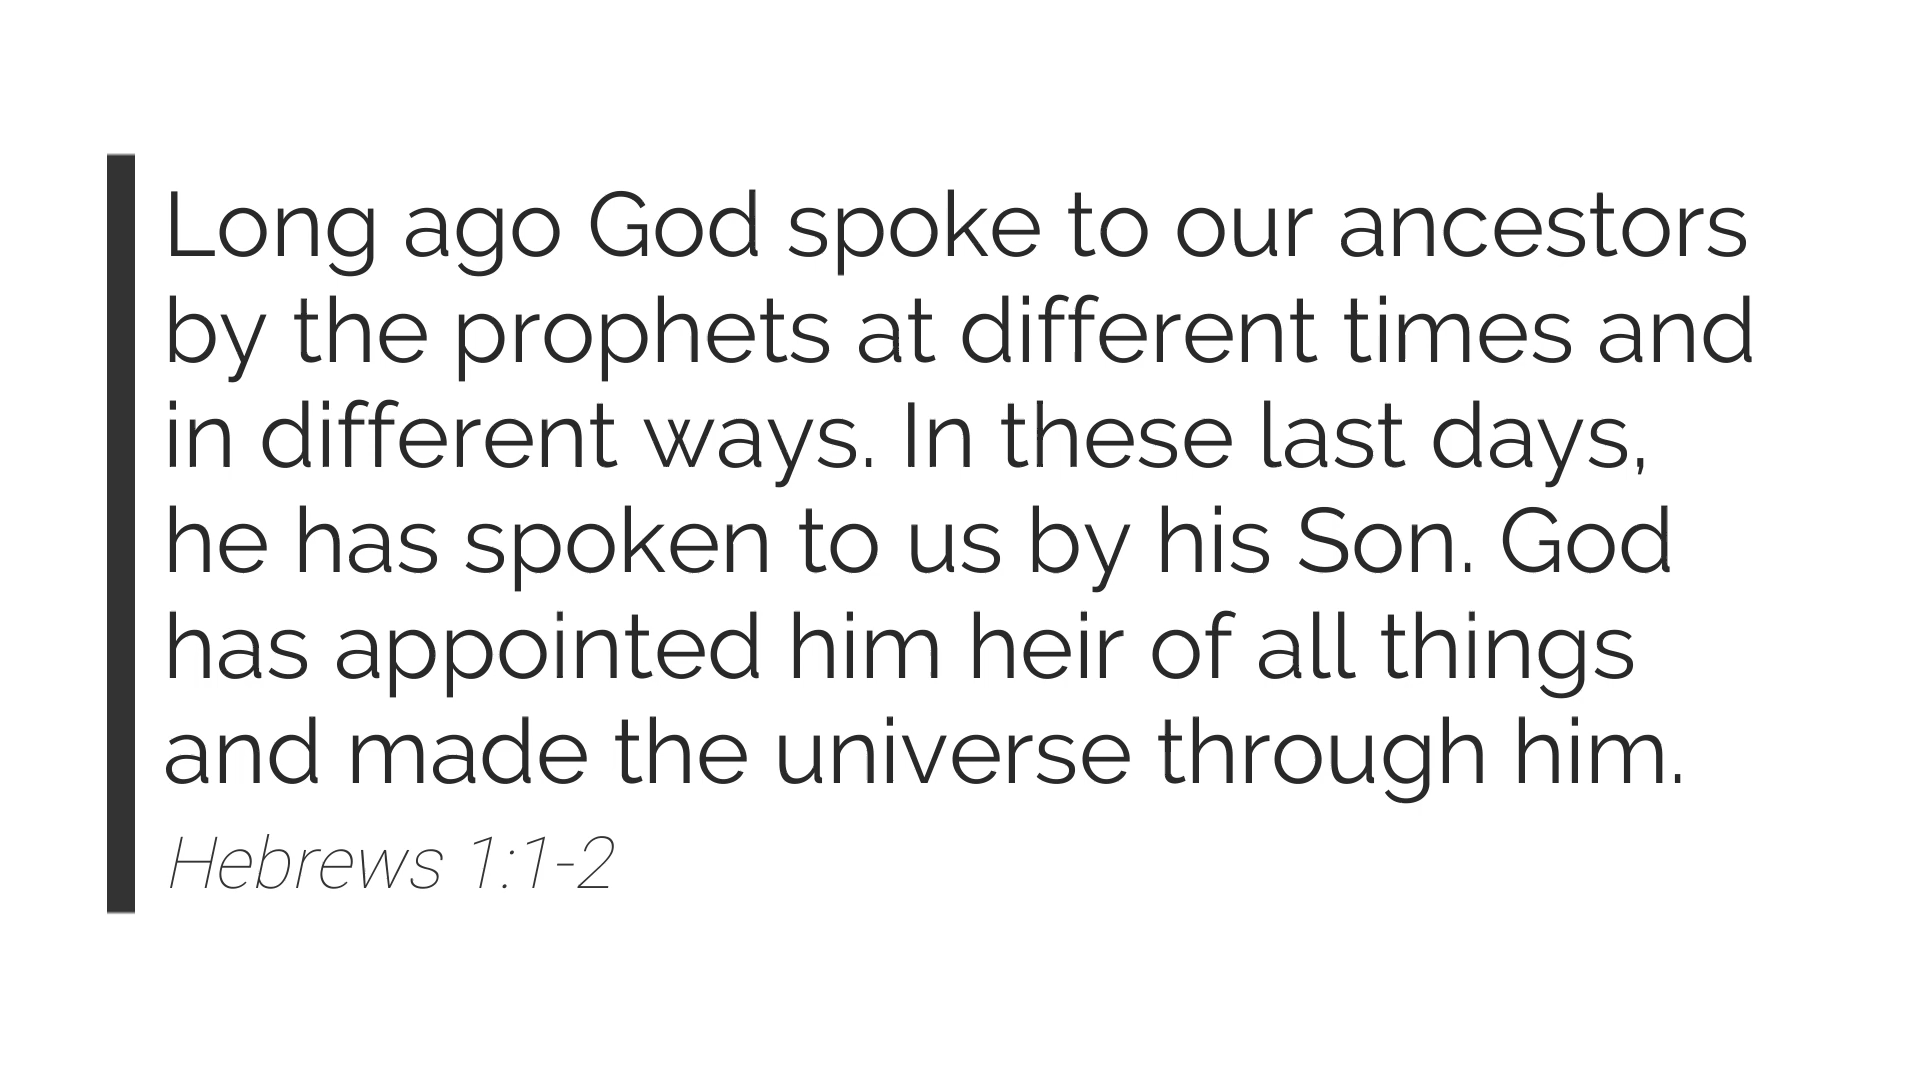 Long ago God spoke to our ancestors
by the prophets at different times and
in different ways. In these last days,
he has spoken to us by his Son. God
has appointed him heir of all things
and made the universe through him.
Hebrews 1:1-2